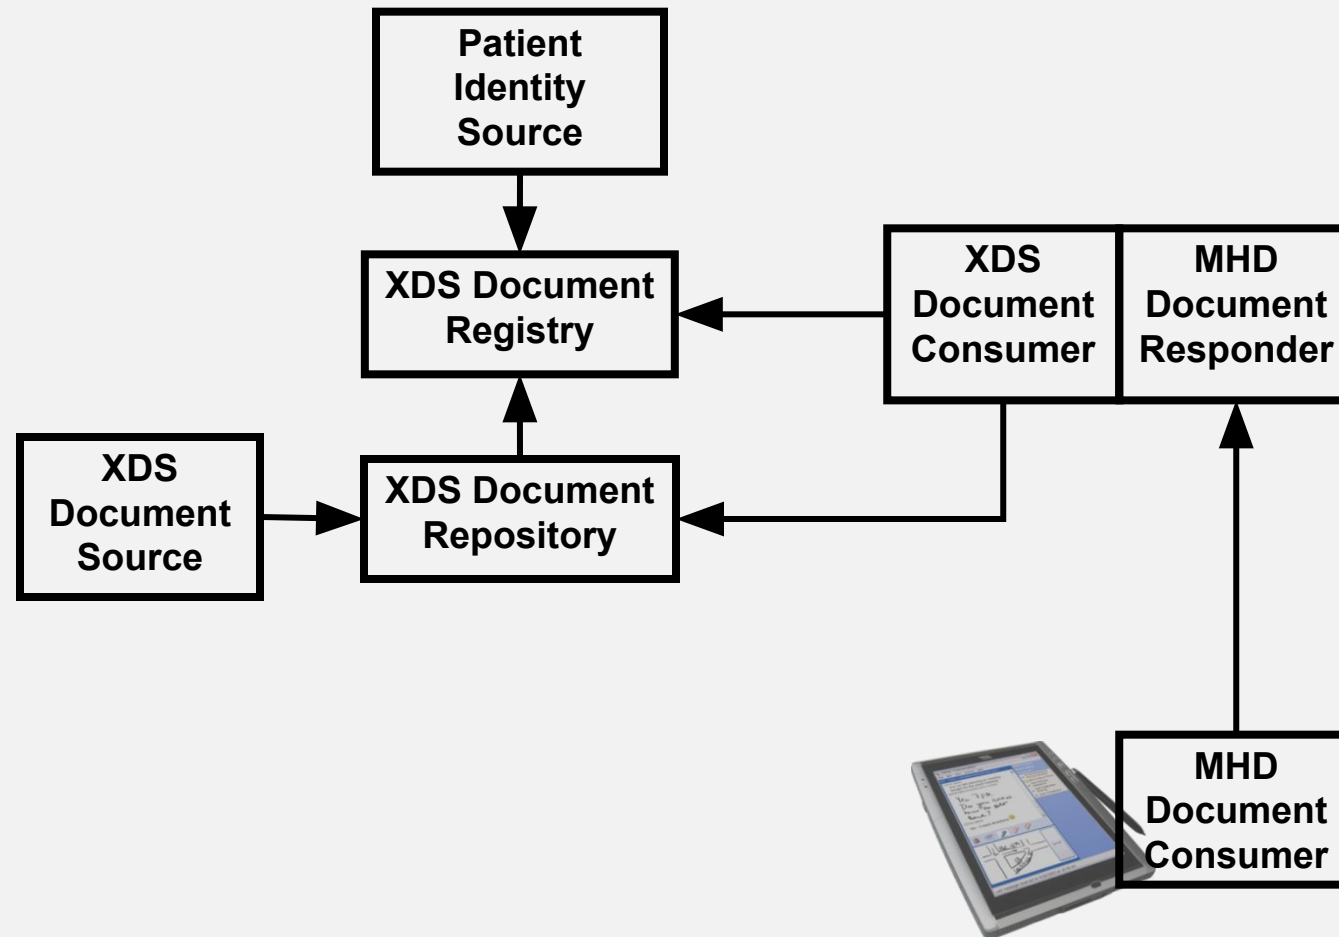 Patient
Identity
Source
XDS Document
Registry
XDS
Document
Consumer
MHD
Document
Responder
XDS
Document
Source
XDS Document
Repository
MHD
Document
Consumer